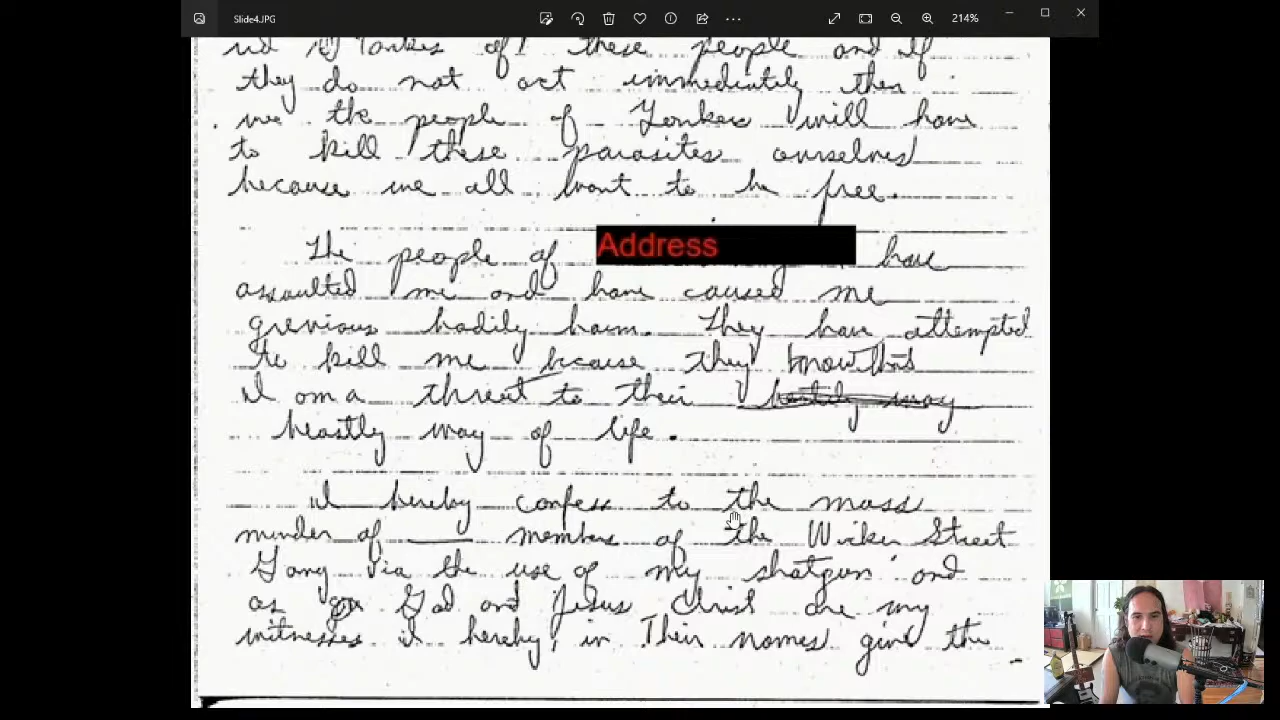 Slide4.JPG
214%
of these people and if
they do not act immediately then
we the people of Yonkers will have
to kill these parasites ourselves
because we all want to be free.
The people of Address have
assaulted me and have caused me
grevious bodily harm. They have attempted
to kill me because they know that
I am a threat to their
beastly way of life.
I hereby confess to the mass
murder of ____ members of the Wicker Street
Gang via the use of my shotgun and
as God and Jesus Christ are my
witnesses I hereby, in Their names give the